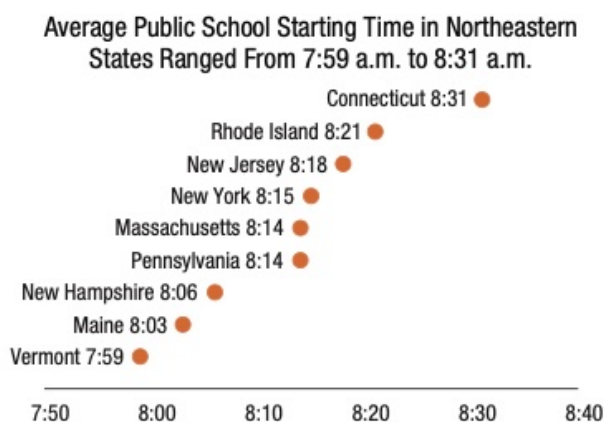 Average Public School Starting Time in Northeastern
States Ranged From 7:59 a.m. to 8:31 a.m.
Connecticut 8:31
Rhode Island 8:21
New Jersey 8:18
New York 8:15
Massachusetts 8:14
Pennsylvania 8:14
New Hampshire 8:06
Maine 8:03
Vermont 7:59
7:50 8:00 8:10 8:20 8:30 8:40